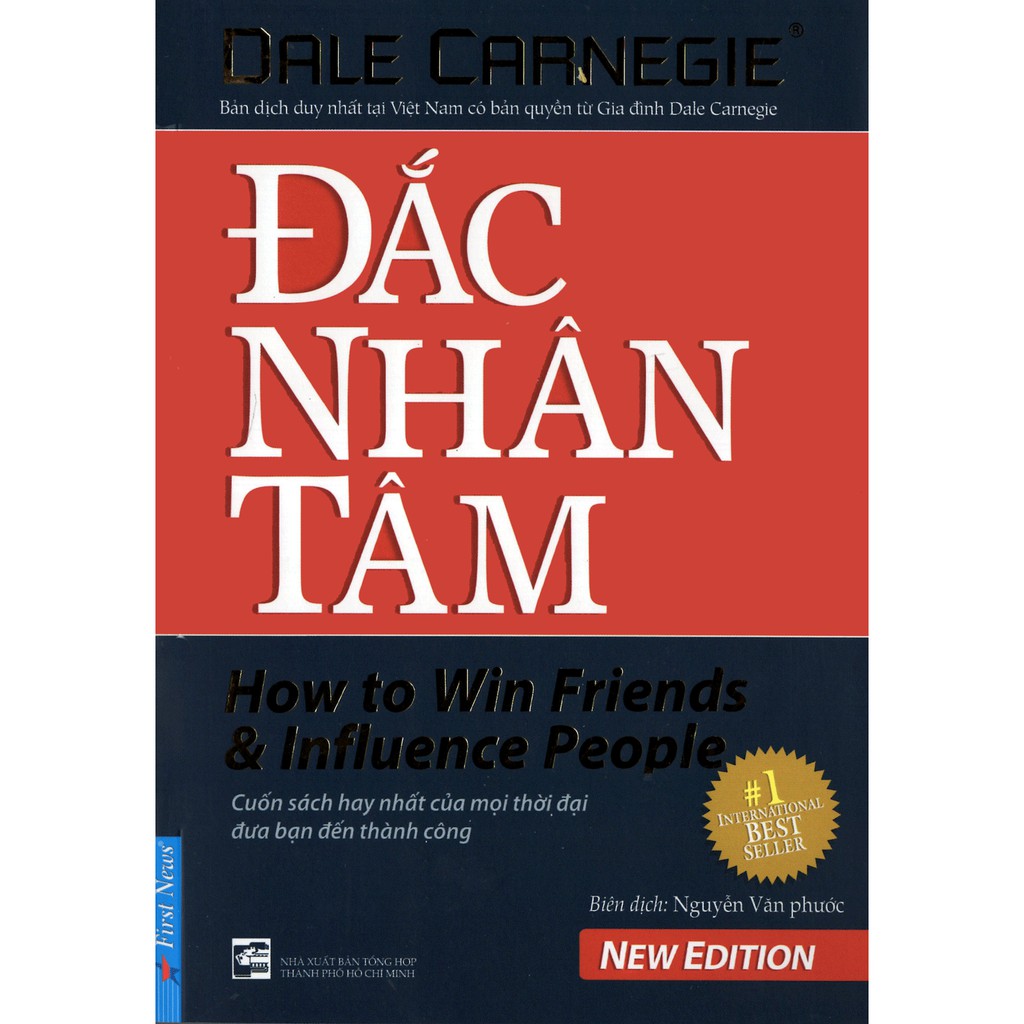 DALE CARNEGIE®
Bản dịch duy nhất tại Việt Nam có bản quyền từ Gia đình Dale Carnegie
ĐẮC
NHÂN
TÂM
How to Win Friends
& Influence People
Cuốn sách hay nhất của mọi thời đại
đưa bạn đến thành công
#1
INTERNATIONAL
BEST
SELLER
Biên dịch: Nguyễn Văn phước
NEW EDITION
First News®
NHÀ XUẤT BẢN TỔNG HỢP
THÀNH PHỐ HỒ CHÍ MINH